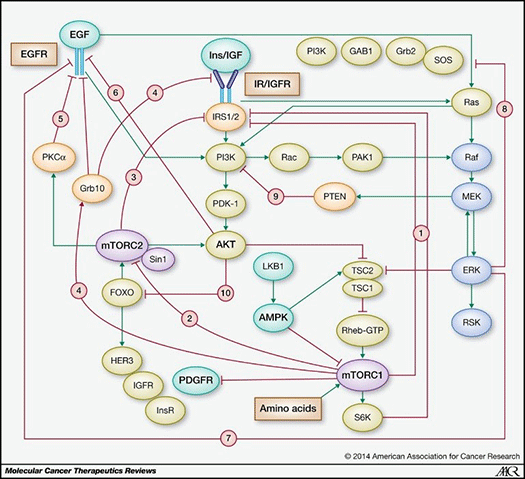 EGF
EGFR
Ins/IGF
IR/IGFR
PI3K
GAB1
Grb2
SOS
6
4
8
5
IRS1/2
Ras
PKCα
3
PI3K
Rac
PAK1
Raf
Grb10
9
PTEN
MEK
PDK-1
1
mTORC2
Sin1
AKT
LKB1
TSC2
TSC1
ERK
4
FOXO
10
2
AMPK
Rheb-GTP
RSK
HER3
IGFR
InsR
PDGFR
mTORC1
Amino acids
S6K
7
© 2014 American Association for Cancer Research
Molecular Cancer Therapeutics Reviews
AACR